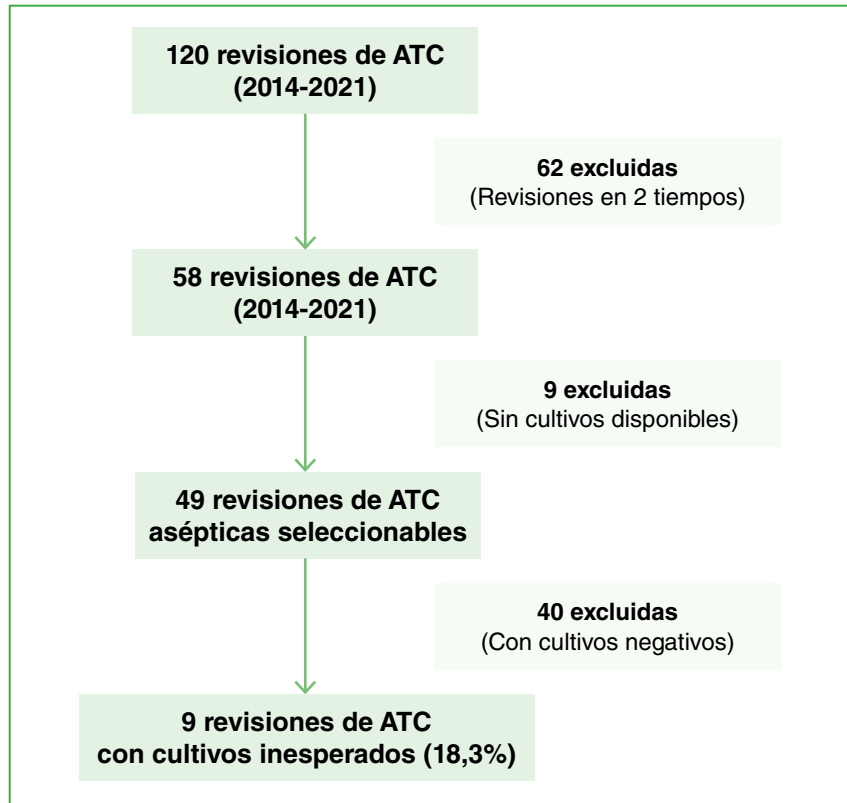 120 revisiones de ATC
(2014-2021)
62 excluidas
(Revisiones en 2 tiempos)
58 revisiones de ATC
(2014-2021)
9 excluidas
(Sin cultivos disponibles)
49 revisiones de ATC
asépticas seleccionables
40 excluidas
(Con cultivos negativos)
9 revisiones de ATC
con cultivos inesperados (18,3%)